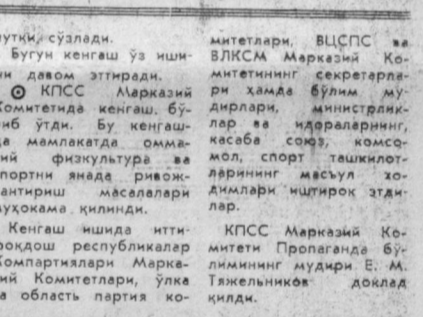 нутқи, сўзлади.
Бугун кенгаш ўз иши-
ни давом эттиради.
⊙ КПСС Марказий
Комитетида кенгаш бў-
либ ўтди. Бу кенгаш-
да мамлакатда омма-
вий физкультура ва
спортни янада ривож-
лантириш масалалари
муҳокама қилинди.
Кенгаш ишида итти-
фоқдош республикалар
Компартиялари Марка-
зий Комитетлари, ўлка
ва область партия ко-
митетлари, ВЦСПС ва
ВЛКСМ Марказий Ко-
митетининг секретарла-
ри ҳамда бўлим му-
дирлари, министрлик-
лар ва идораларнинг,
касаба союз, комсо-
мол, спорт ташкилот-
ларининг масъул хо-
димлари иштирок этди-
лар.
КПСС Марказий Ко-
митети Пропаганда бў-
лимининг мудири Е. М.
Тяжельников доклад
қилди.